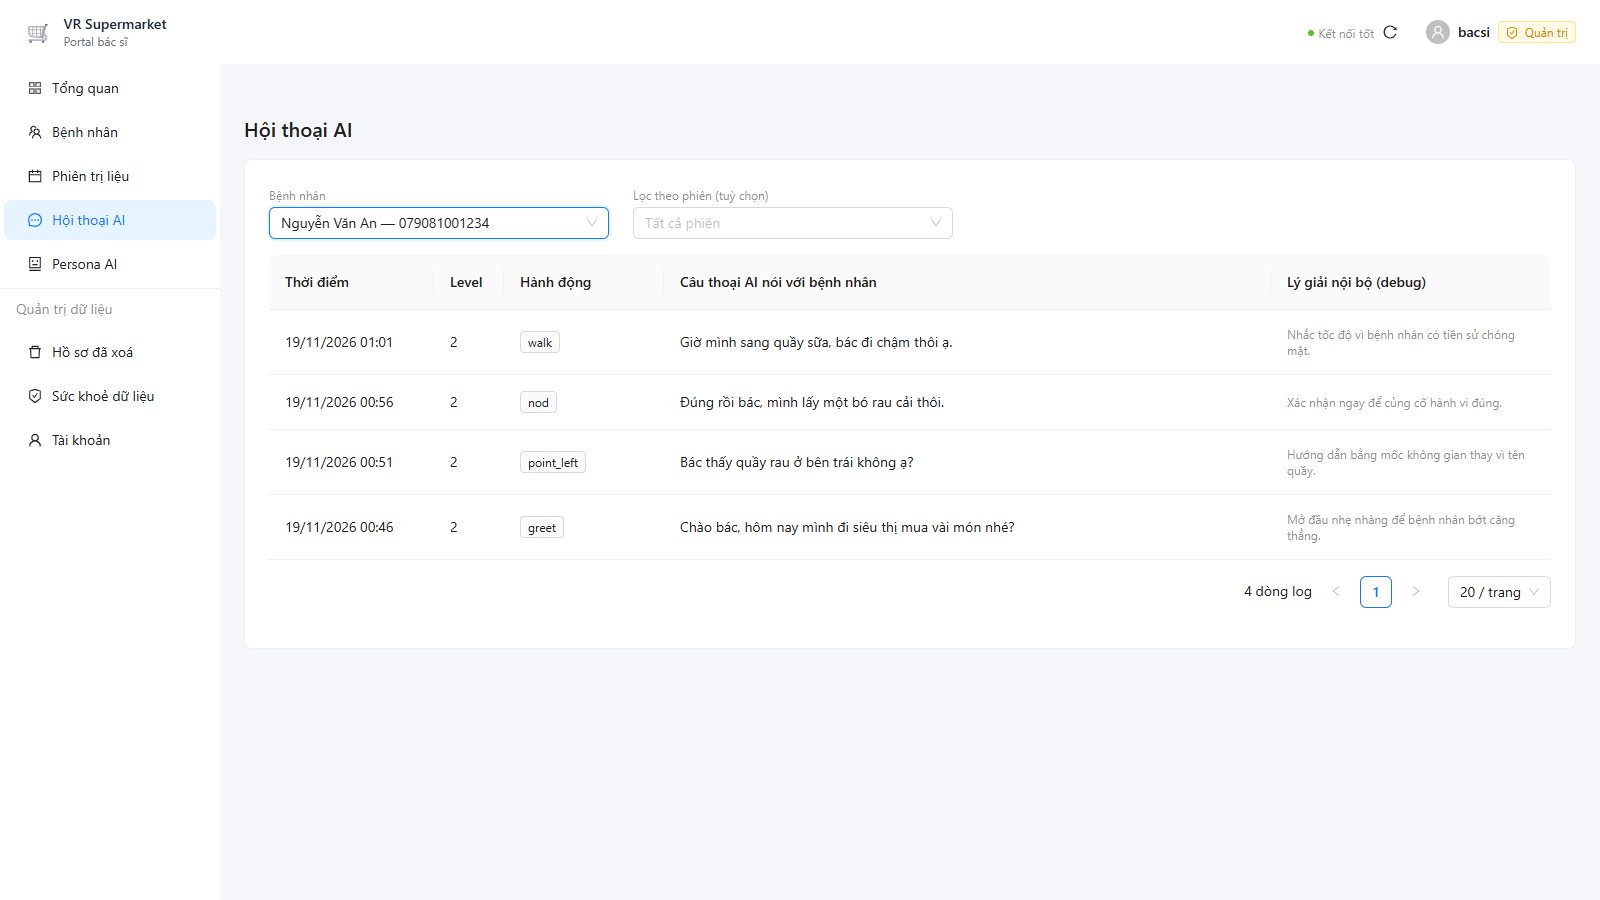 VR Supermarket
Portal bác sĩ
Kết nối tốt
bacsi
Quản trị
Tổng quan
Bệnh nhân
Phiên trị liệu
Hội thoại AI
Persona AI
Quản trị dữ liệu
Hồ sơ đã xoá
Sức khoẻ dữ liệu
Tài khoản
Hội thoại AI
Bệnh nhân
Lọc theo phiên (tuỳ chọn)
Nguyễn Văn An — 079081001234
Tất cả phiên
Thời điểm Level Hành động Câu thoại AI nói với bệnh nhân Lý giải nội bộ (debug)
19/11/2026 01:01 2 walk Giờ mình sang quầy sữa, bác đi chậm thôi ạ. Nhắc tốc độ vì bệnh nhân có tiền sử chóng
mặt.
19/11/2026 00:56 2 nod Đúng rồi bác, mình lấy một bó rau cải thôi. Xác nhận ngay để củng cố hành vi đúng.
19/11/2026 00:51 2 point_left Bác thấy quầy rau ở bên trái không ạ? Hướng dẫn bằng mốc không gian thay vì tên
quầy.
19/11/2026 00:46 2 greet Chào bác, hôm nay mình đi siêu thị mua vài món nhé? Mở đầu nhẹ nhàng để bệnh nhân bớt căng
thẳng.
4 dòng log 1 20 / trang